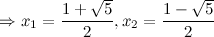 ⇒ x₁ = (1 + √5)/2, x₂ = (1 − √5)/2